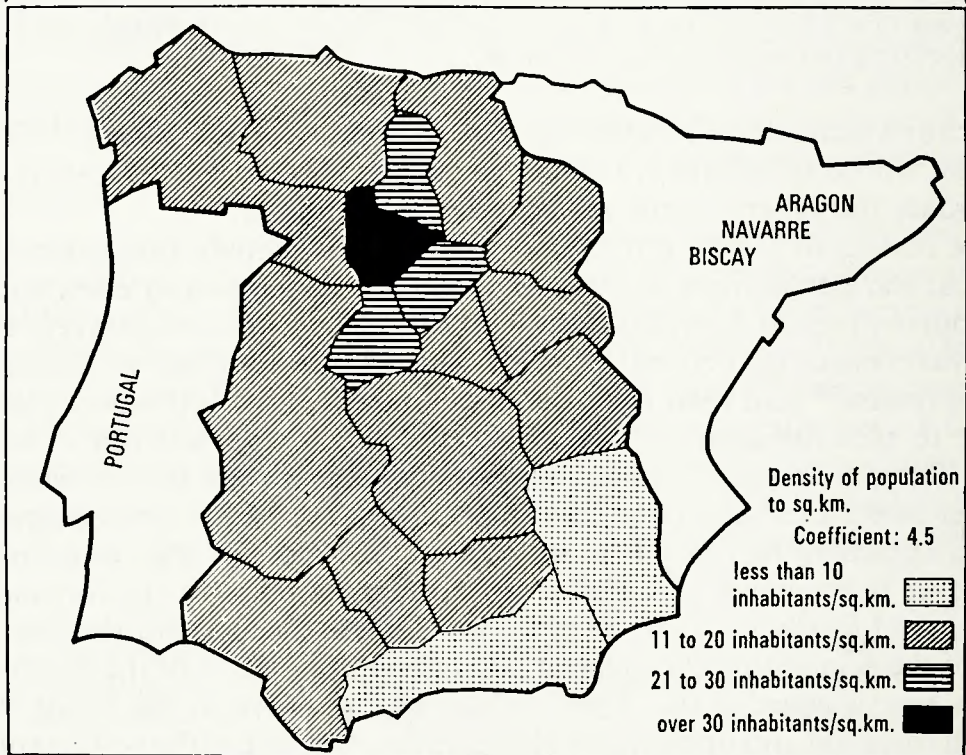 ARAGON
NAVARRE
BISCAY
PORTUGAL
Density of population
to sq.km.
Coefficient: 4.5
less than 10
inhabitants/sq.km.
11 to 20 inhabitants/sq.km.
21 to 30 inhabitants/sq.km.
over 30 inhabitants/sq.km.